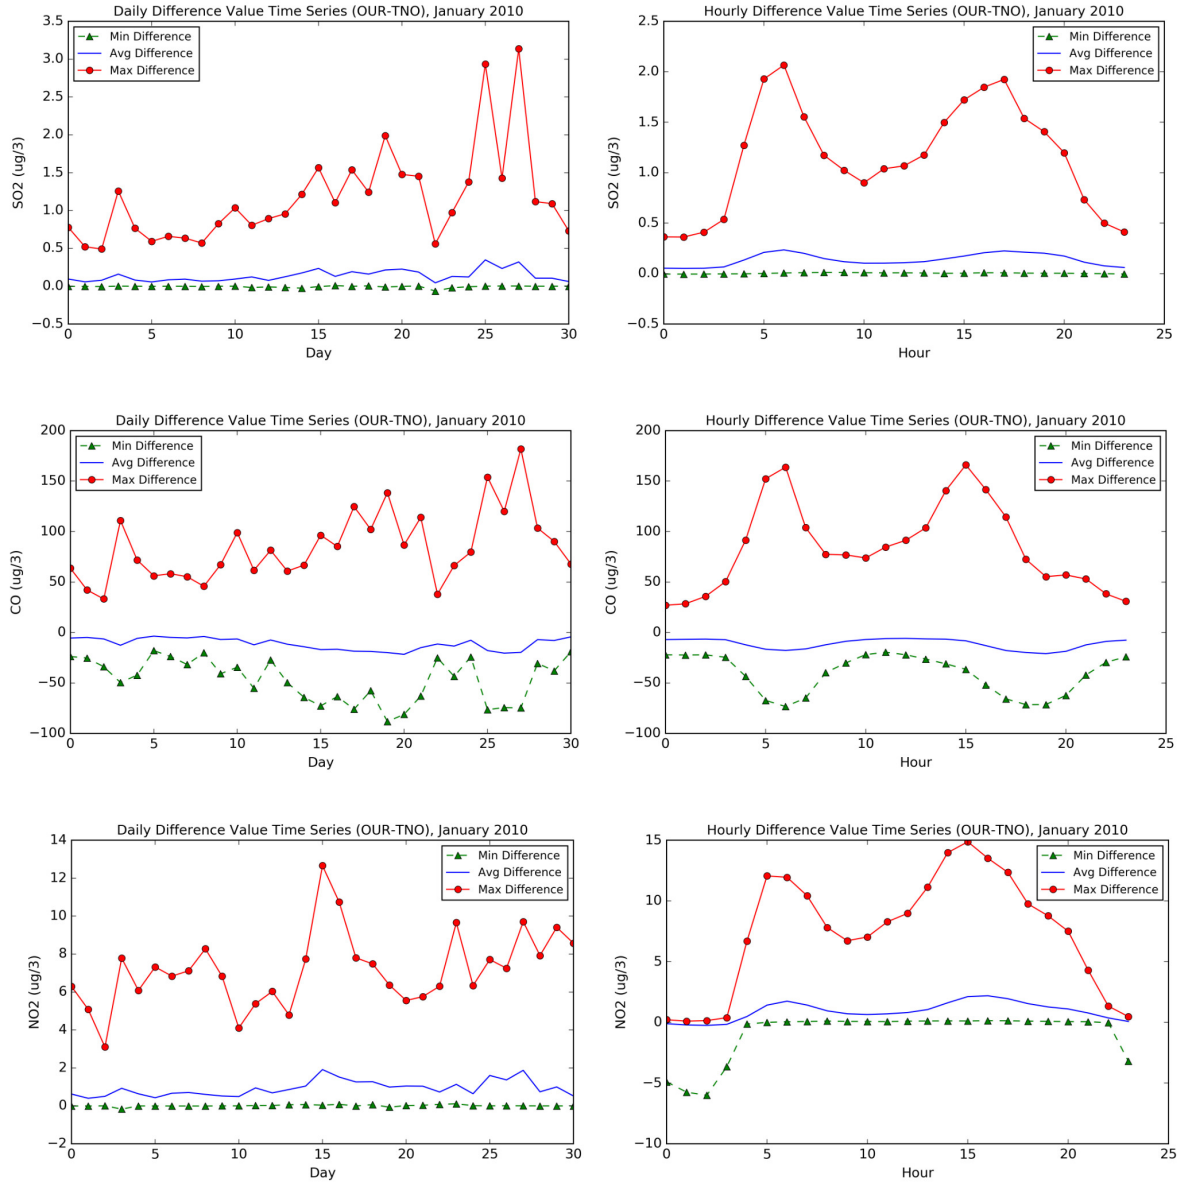 Daily Difference Value Time Series (OUR-TNO), January 2010
3.5
3.0
2.5
2.0
1.5
1.0
0.5
0.0
−0.5
SO2 (ug/3)
Min Difference
Avg Difference
Max Difference
0 5 10 15 20 25 30
Day
Hourly Difference Value Time Series (OUR-TNO), January 2010
2.5
2.0
1.5
1.0
0.5
0.0
−0.5
SO2 (ug/3)
Min Difference
Avg Difference
Max Difference
0 5 10 15 20 25
Hour
Daily Difference Value Time Series (OUR-TNO), January 2010
200
150
100
50
0
−50
−100
CO (ug/3)
Min Difference
Avg Difference
Max Difference
0 5 10 15 20 25 30
Day
Hourly Difference Value Time Series (OUR-TNO), January 2010
200
150
100
50
0
−50
−100
CO (ug/3)
Min Difference
Avg Difference
Max Difference
0 5 10 15 20 25
Hour
Daily Difference Value Time Series (OUR-TNO), January 2010
14
12
10
8
6
4
2
0
−2
NO2 (ug/3)
Min Difference
Avg Difference
Max Difference
0 5 10 15 20 25 30
Day
Hourly Difference Value Time Series (OUR-TNO), January 2010
15
10
5
0
−5
−10
NO2 (ug/3)
Min Difference
Avg Difference
Max Difference
0 5 10 15 20 25
Hour